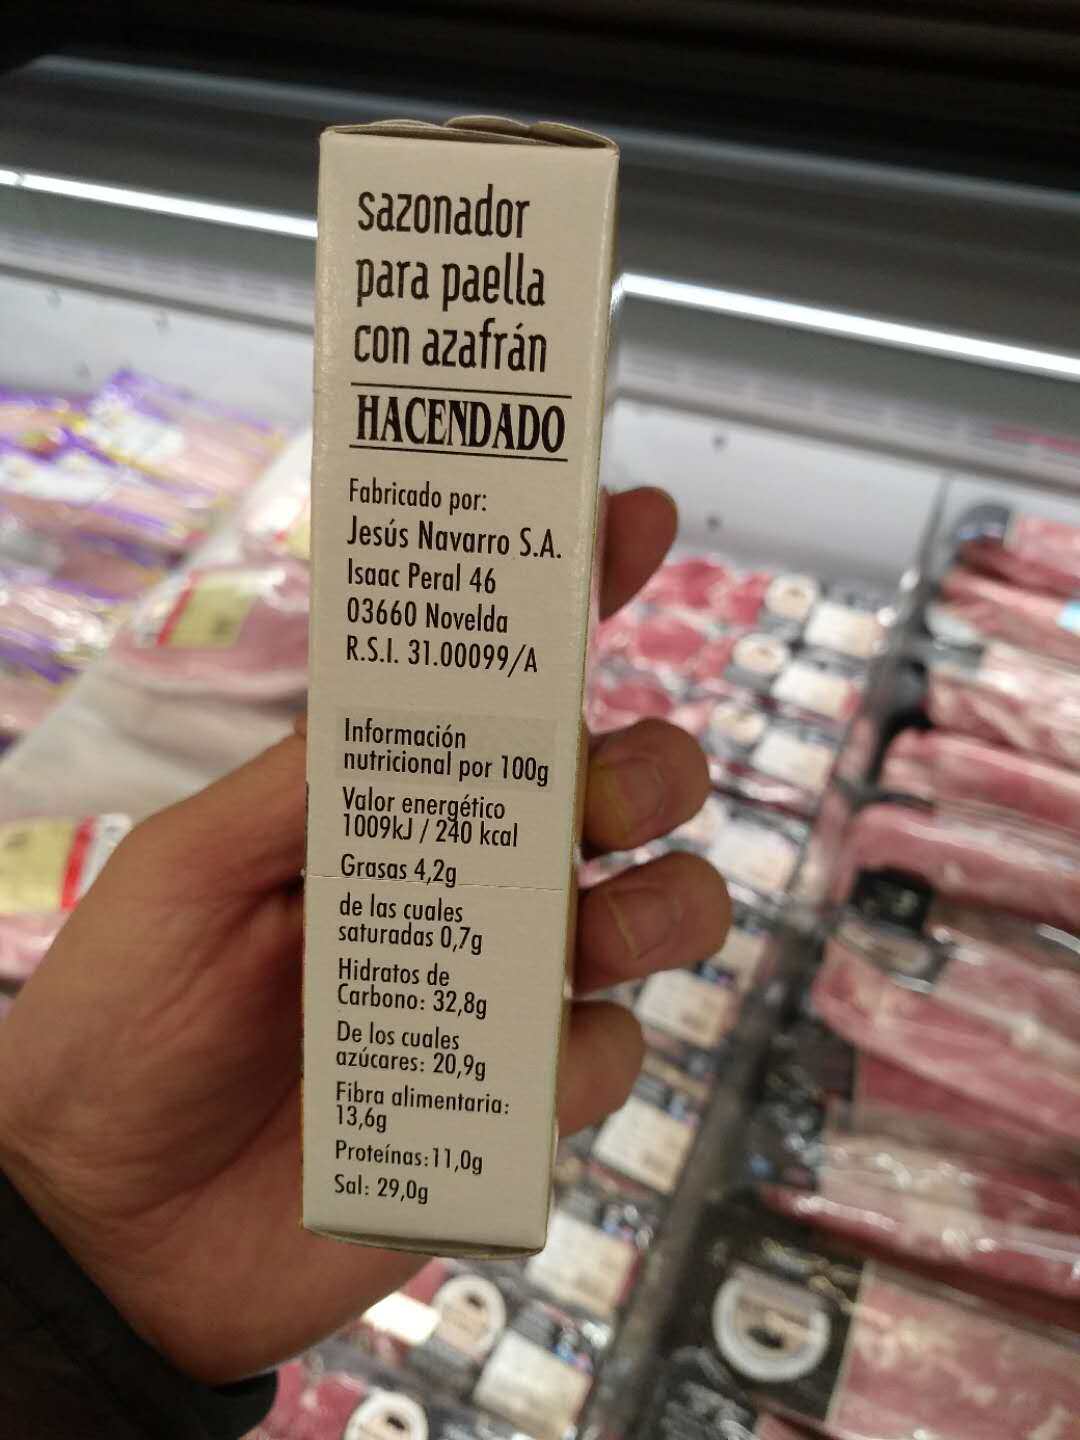 sazonador
para paella
con azafrán
HACENDADO
Fabricado por:
Jesús Navarro S.A.
Isaac Peral 46
03660 Novelda
R.S.I. 31.00099/A
Información
nutricional por 100g
Valor energético
1009kJ / 240 kcal
Grasas 4,2g
de las cuales
saturadas 0,7g
Hidratos de
Carbono: 32,8g
De los cuales
azúcares: 20,9g
Fibra alimentaria:
13,6g
Proteínas:11,0g
Sal: 29,0g